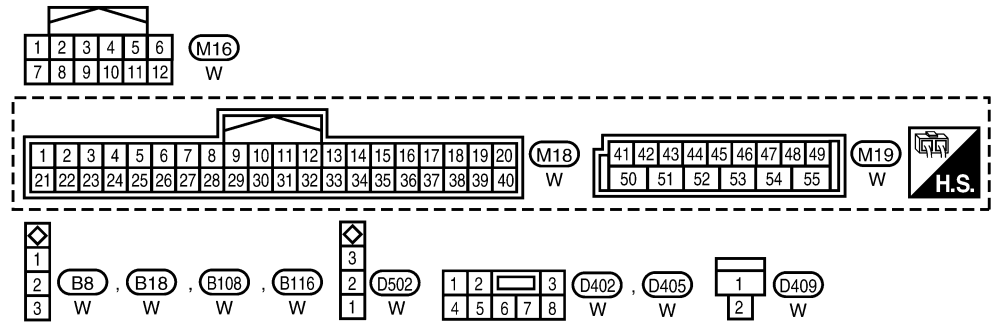 1 2 3 4 5 6 M16
7 8 9 10 11 12 W
1 2 3 4 5 6 7 8 9 10 11 12 13 14 15 16 17 18 19 20 M18
21 22 23 24 25 26 27 28 29 30 31 32 33 34 35 36 37 38 39 40 W
41 42 43 44 45 46 47 48 49 M19
50 51 52 53 54 55 W
H.S.
1
2
3
B8 , B18 , B108 , B116
W W W W
3
2
1
D502
W
1 2 3 D402 , D405
4 5 6 7 8 W W
1 D409
2 W